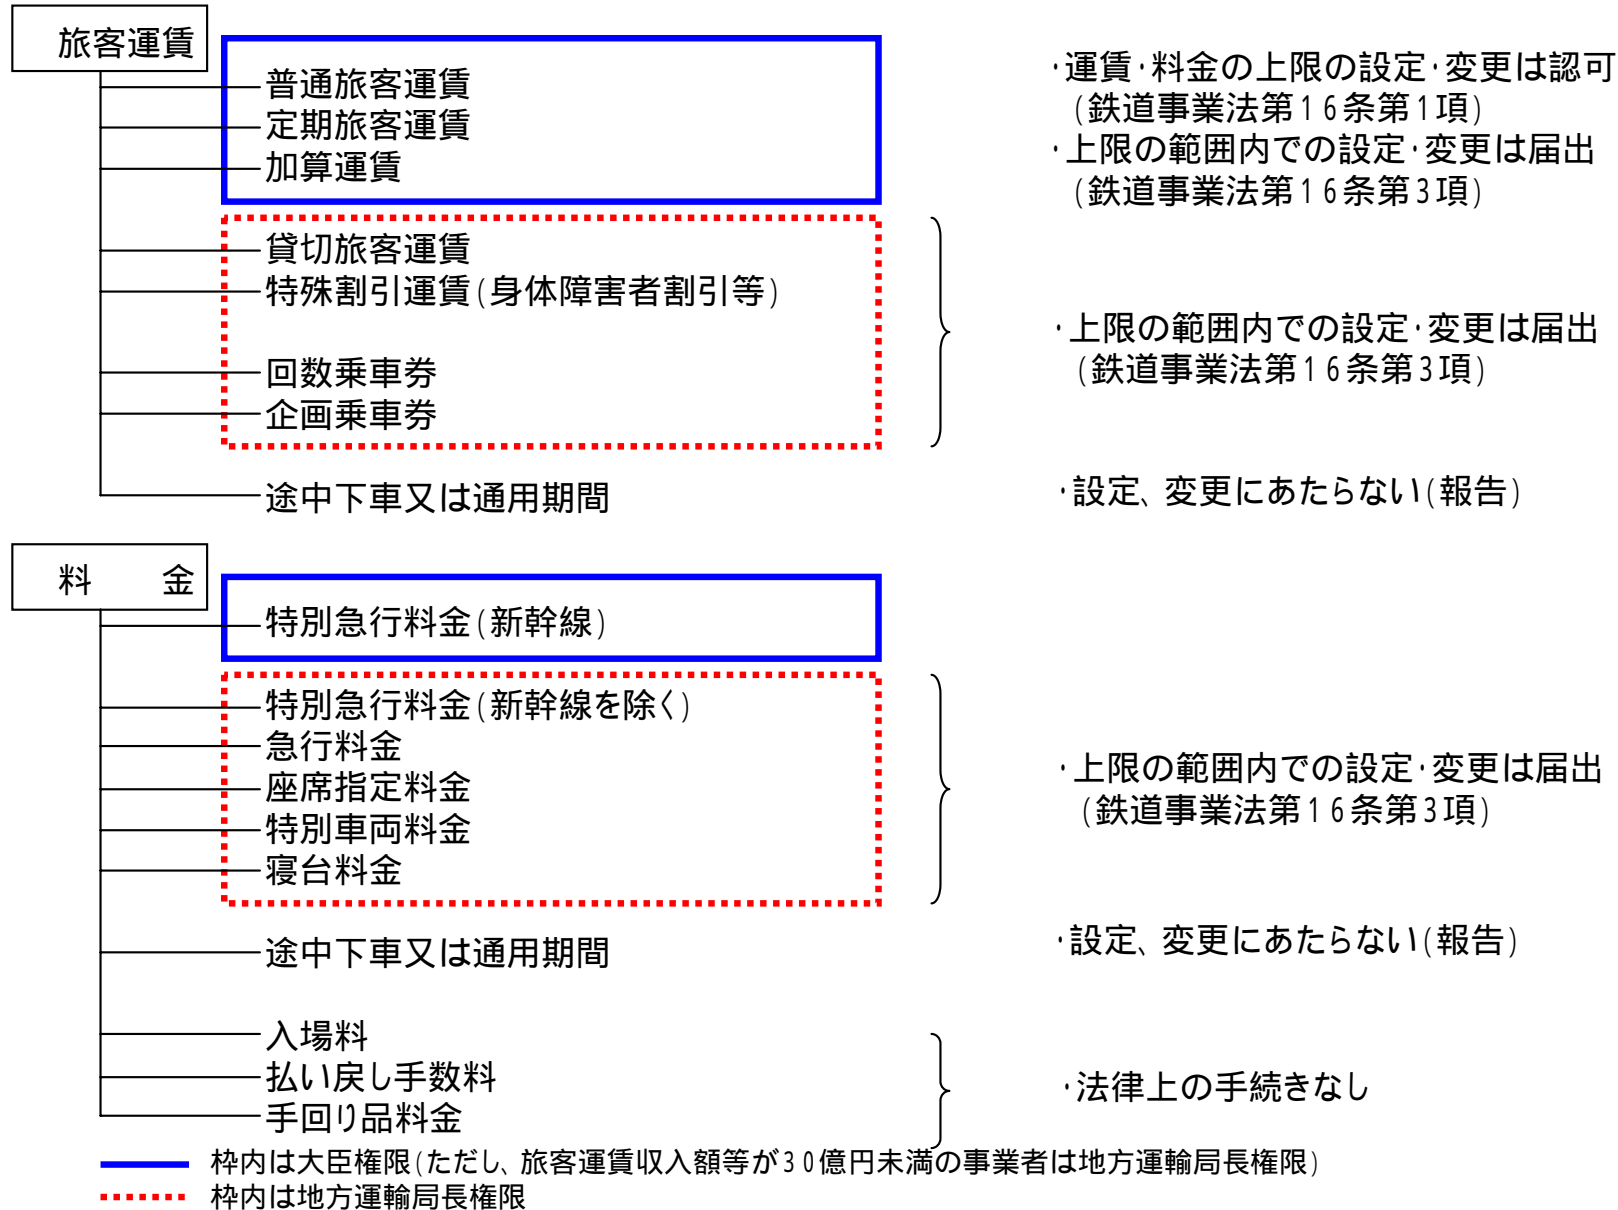 旅客運賃
普通旅客運賃
定期旅客運賃
加算運賃
・運賃・料金の上限の設定・変更は認可
(鉄道事業法第16条第1項)
・上限の範囲内での設定・変更は届出
(鉄道事業法第16条第3項)
貸切旅客運賃
特殊割引運賃(身体障害者割引等)
回数乗車券
企画乗車券
・上限の範囲内での設定・変更は届出
(鉄道事業法第16条第3項)
途中下車又は通用期間
・設定、変更にあたらない(報告)
料　金
特別急行料金(新幹線)
特別急行料金(新幹線を除く)
急行料金
座席指定料金
特別車両料金
寝台料金
・上限の範囲内での設定・変更は届出
(鉄道事業法第16条第3項)
途中下車又は通用期間
・設定、変更にあたらない(報告)
入場料
払い戻し手数料
手回り品料金
・法律上の手続きなし
枠内は大臣権限(ただし、旅客運賃収入額等が30億円未満の事業者は地方運輸局長権限)
枠内は地方運輸局長権限